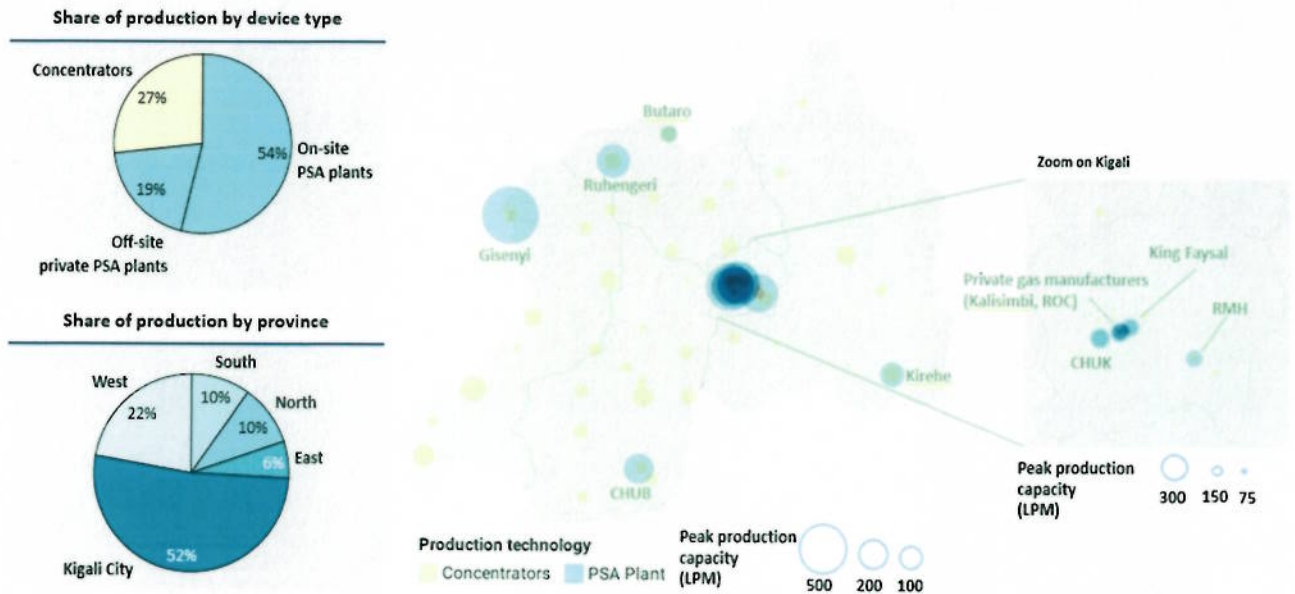 Share of production by device type
Concentrators
27%
54%
On-site
PSA plants
19%
Off-site
private PSA plants
Share of production by province
West
South
22%
10%
North
10%
East
6%
52%
Kigali City
Butaro
Ruhengeri
Gisenyi
Kirehe
CHUB
Zoom on Kigali
King Faysal
Private gas manufacturers
(Kalisimbi, ROC)
RMH
CHUK
Peak production
capacity
(LPM)
300 150 75
Production technology
Concentrators PSA Plant
Peak production
capacity
(LPM)
500 200 100